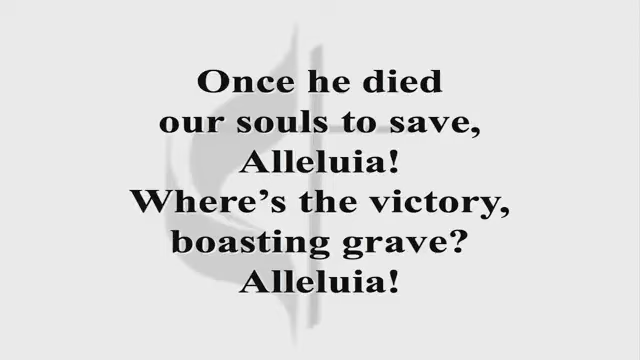 Once he died
our souls to save,
Alleluia!
Where's the victory,
boasting grave?
Alleluia!